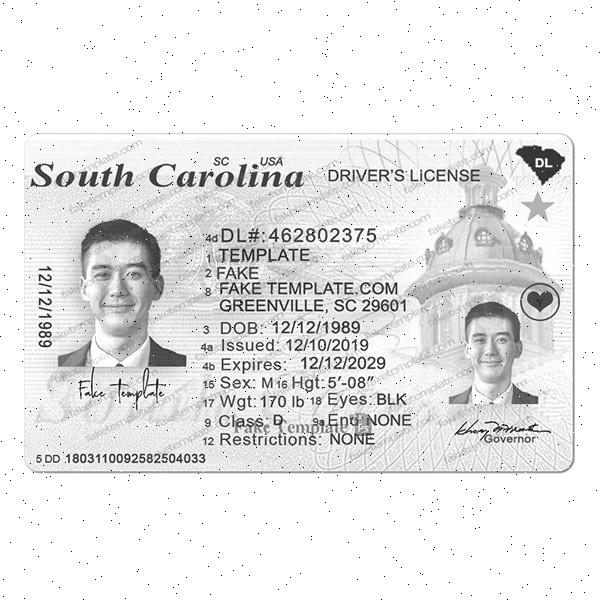 SC USA
South Carolina DRIVER'S LICENSE
DL
4d DL#: 462802375
1 TEMPLATE
2 FAKE
8 FAKE TEMPLATE.COM
GREENVILLE, SC 29601
12/12/1989
3 DOB: 12/12/1989
4a Issued: 12/10/2019
4b Expires: 12/12/2029
15 Sex: M 16 Hgt: 5'-08"
17 Wgt: 170 lb 18 Eyes: BLK
9 Class: D 9a End: NONE
12 Restrictions: NONE
Fake template
Fake Template
Governor
5 DD 1803110092582504033
faketemplate.com